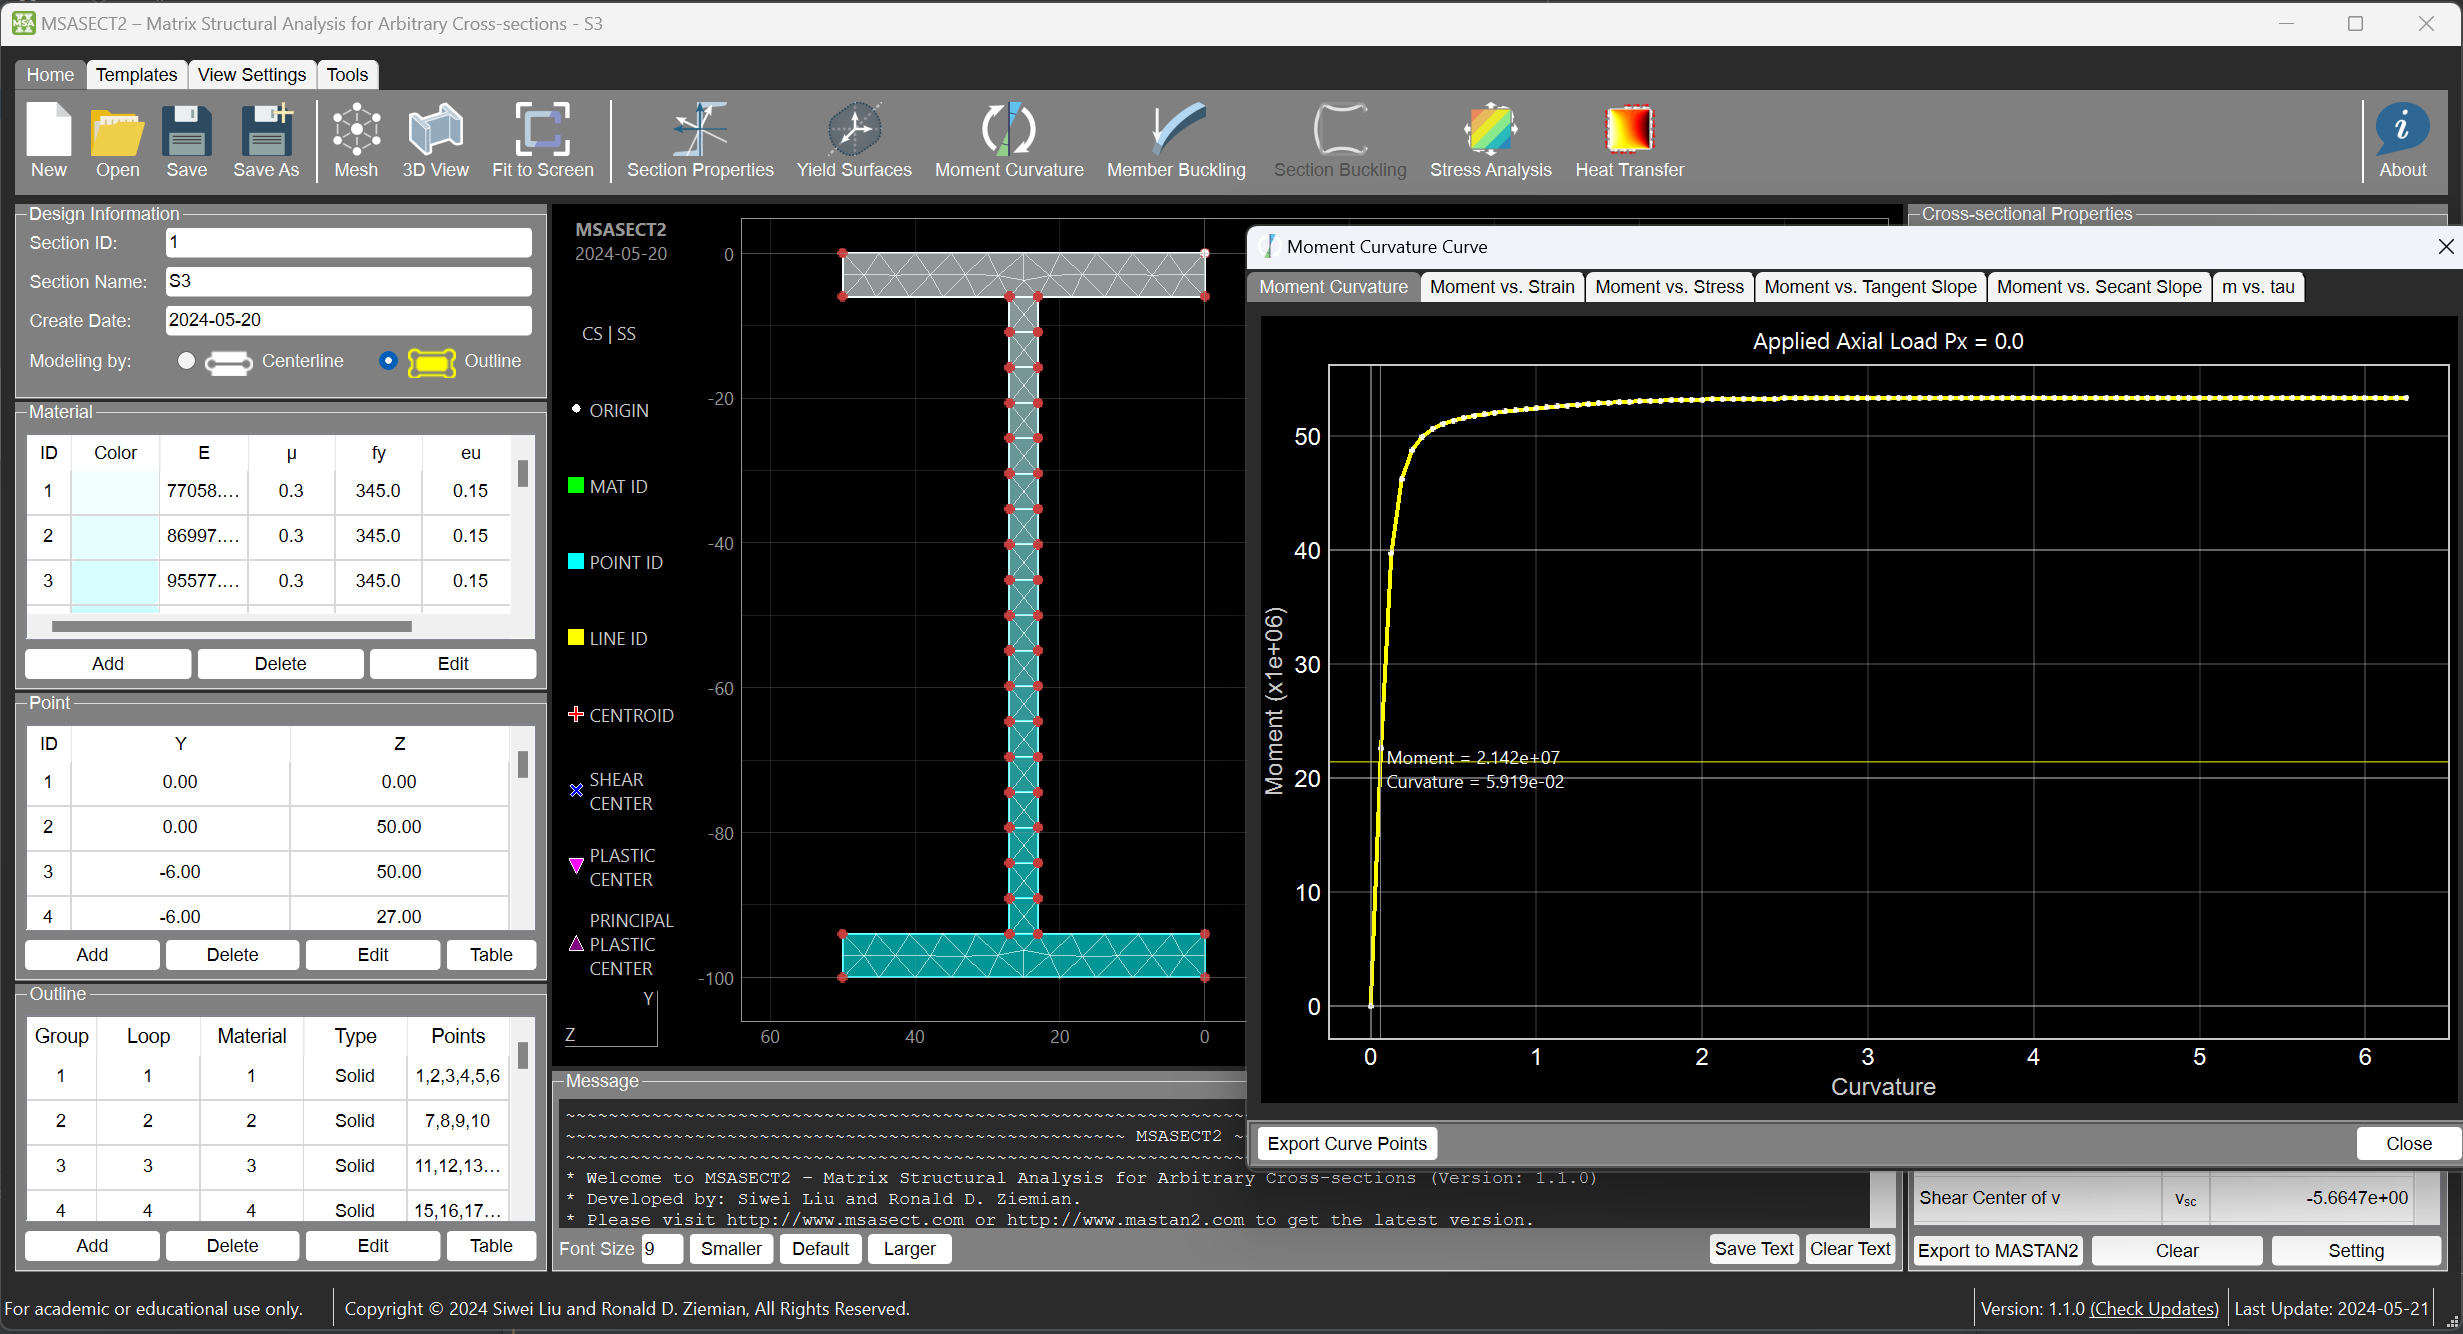 MSASECT2 – Matrix Structural Analysis for Arbitrary Cross-sections - S3
Home Templates View Settings Tools
New Open Save Save As Mesh 3D View Fit to Screen Section Properties Yield Surfaces Moment Curvature Member Buckling Section Buckling Stress Analysis Heat Transfer About
Design Information
Section ID: 1
Section Name: S3
Create Date: 2024-05-20
Modeling by: Centerline Outline
Material
ID Color E μ fy eu
1 77058.... 0.3 345.0 0.15
2 86997.... 0.3 345.0 0.15
3 95577.... 0.3 345.0 0.15
Add Delete Edit
Point
ID Y Z
1 0.00 0.00
2 0.00 50.00
3 -6.00 50.00
4 -6.00 27.00
Add Delete Edit Table
Outline
Group Loop Material Type Points
1 1 1 Solid 1,2,3,4,5,6
2 2 2 Solid 7,8,9,10
3 3 3 Solid 11,12,13...
4 4 4 Solid 15,16,17...
Add Delete Edit Table
MSASECT2
2024-05-20
CS | SS
ORIGIN
MAT ID
POINT ID
LINE ID
CENTROID
SHEAR
CENTER
PLASTIC
CENTER
PRINCIPAL
PLASTIC
CENTER
Y
Z
0
-20
-40
-60
-80
-100
60 40 20 0
Message
~~~~~~~~~~~~~~~~~~~~~~~~~~~~~~~~~~~~~~~~~~~~~~~~~~~~~~~~~~~~~~~~~~~
~~~~~~~~~~~~~~~~~~~~~~~~~~~~~~~~~~~~~~~~~~~~~~~~~~~~~~~ MSASECT2 ~
~~~~~~~~~~~~~~~~~~~~~~~~~~~~~~~~~~~~~~~~~~~~~~~~~~~~~~~~~~~~~~~~~~~
* Welcome to MSASECT2 – Matrix Structural Analysis for Arbitrary Cross-sections (Version: 1.1.0)
* Developed by: Siwei Liu and Ronald D. Ziemian.
* Please visit http://www.msasect.com or http://www.mastan2.com to get the latest version.
Font Size 9 Smaller Default Larger Save Text Clear Text
Cross-sectional Properties
Moment Curvature Curve
Moment Curvature Moment vs. Strain Moment vs. Stress Moment vs. Tangent Slope Moment vs. Secant Slope m vs. tau
Applied Axial Load Px = 0.0
Moment (x1e+06)
50
40
30
20
10
0
Moment = 2.142e+07
Curvature = 5.919e-02
0 1 2 3 4 5 6
Curvature
Export Curve Points Close
Shear Center of v vsc -5.6647e+00
Export to MASTAN2 Clear Setting
For academic or educational use only. Copyright © 2024 Siwei Liu and Ronald D. Ziemian, All Rights Reserved. Version: 1.1.0 (Check Updates) Last Update: 2024-05-21